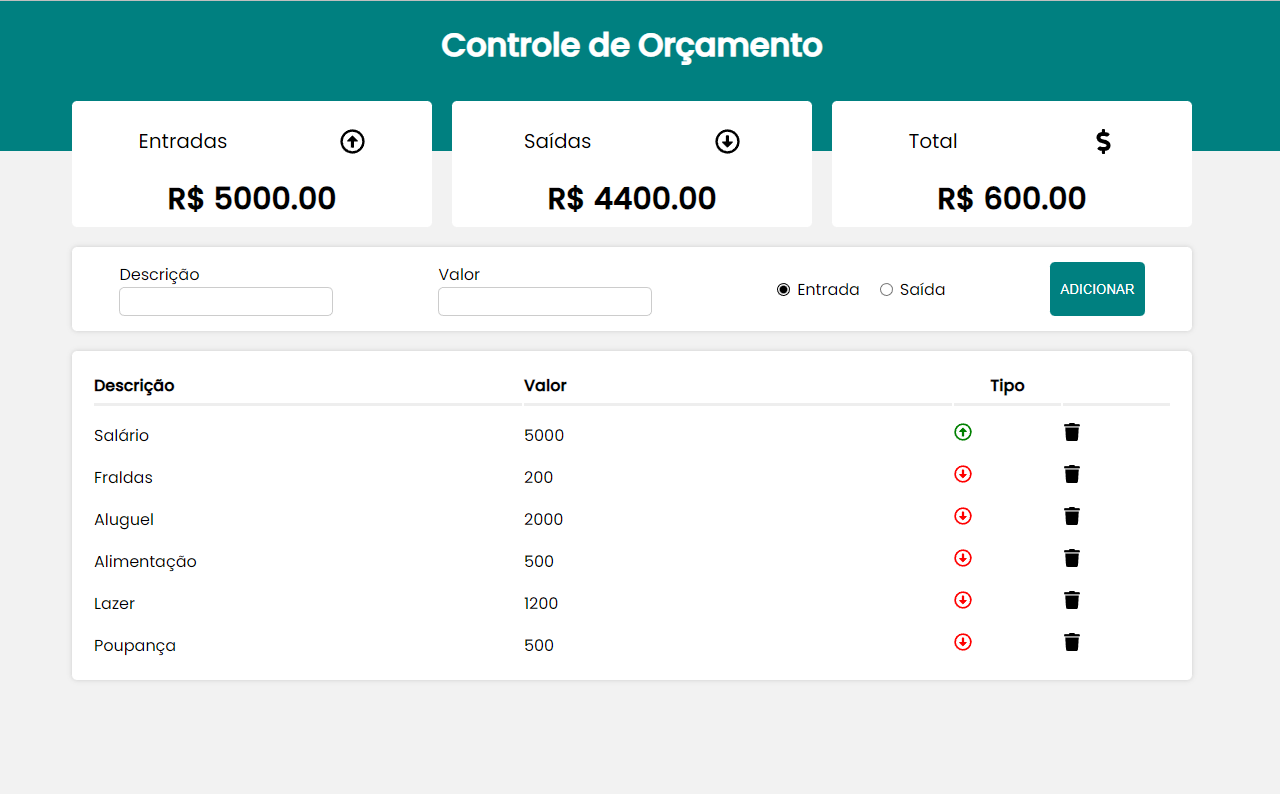 Controle de Orçamento
Entradas
R$ 5000.00
Saídas
R$ 4400.00
Total
$
R$ 600.00
Descrição
Valor
Entrada Saída
ADICIONAR
Descrição Valor Tipo
Salário 5000
Fraldas 200
Aluguel 2000
Alimentação 500
Lazer 1200
Poupança 500